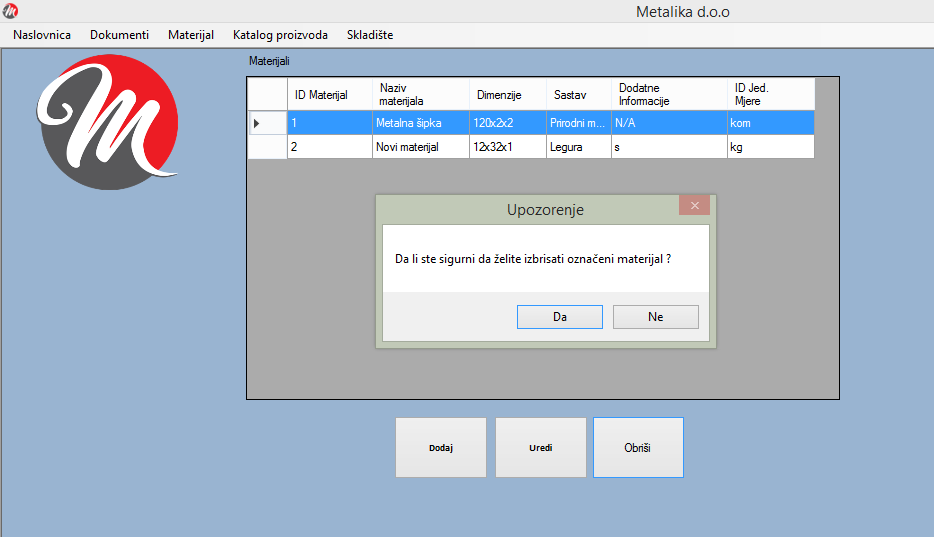 Metalika d.o.o
Naslovnica Dokumenti Materijal Katalog proizvoda Skladište
Materijali
ID Materijal Naziv materijala Dimenzije Sastav Dodatne Informacije ID Jed. Mjere
1 Metalna šipka 120x2x2 Prirodni m... N/A kom
2 Novi materijal 12x32x1 Legura s kg
Upozorenje
Da li ste sigurni da želite izbrisati označeni materijal ?
Da Ne
Dodaj Uredi Obriši